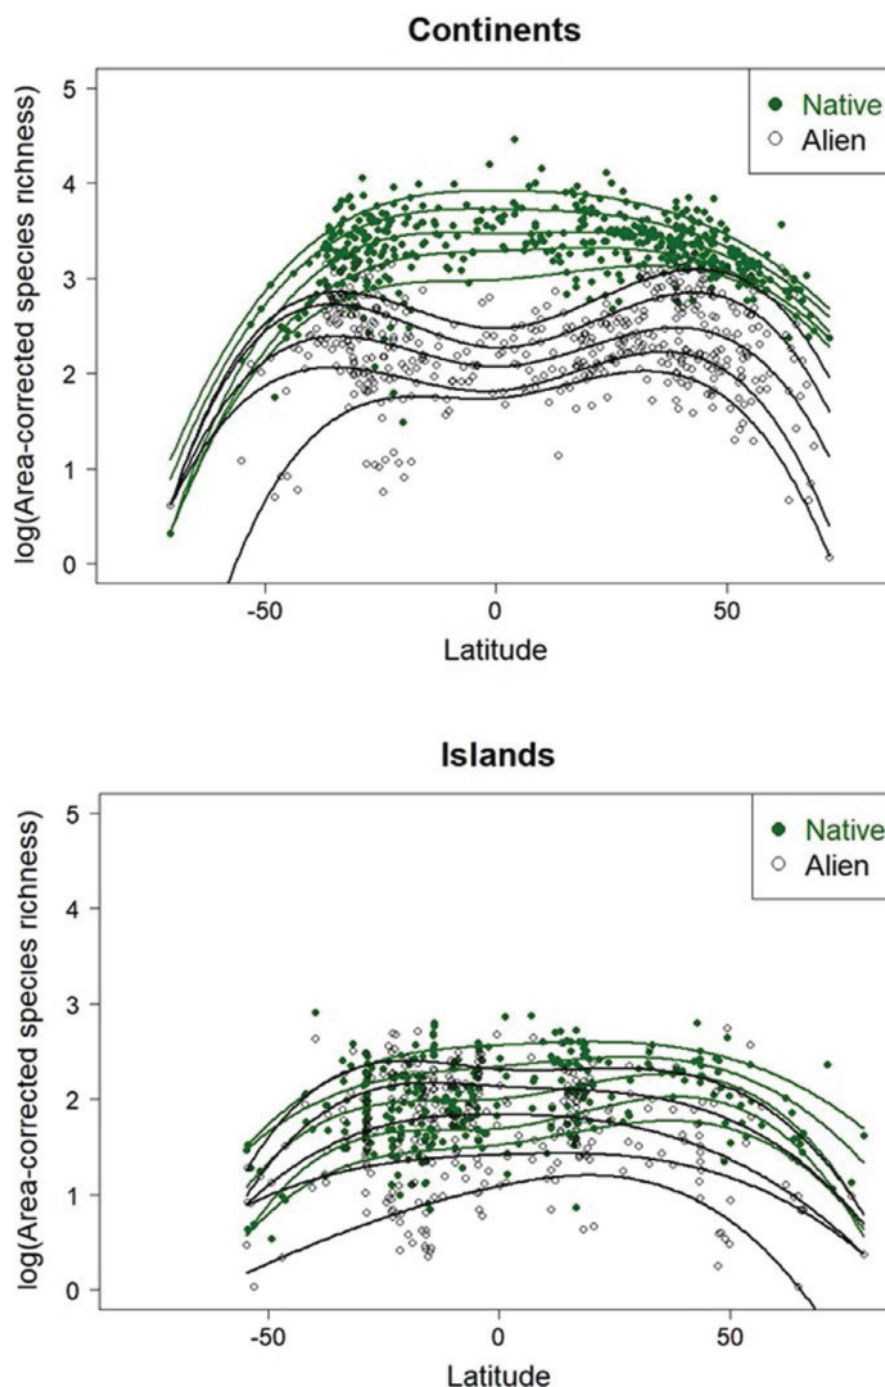 Continents
log(Area-corrected species richness)
5
4
3
2
1
0
Native
Alien
-50
0
50
Latitude
Islands
log(Area-corrected species richness)
5
4
3
2
1
0
Native
Alien
-50
0
50
Latitude